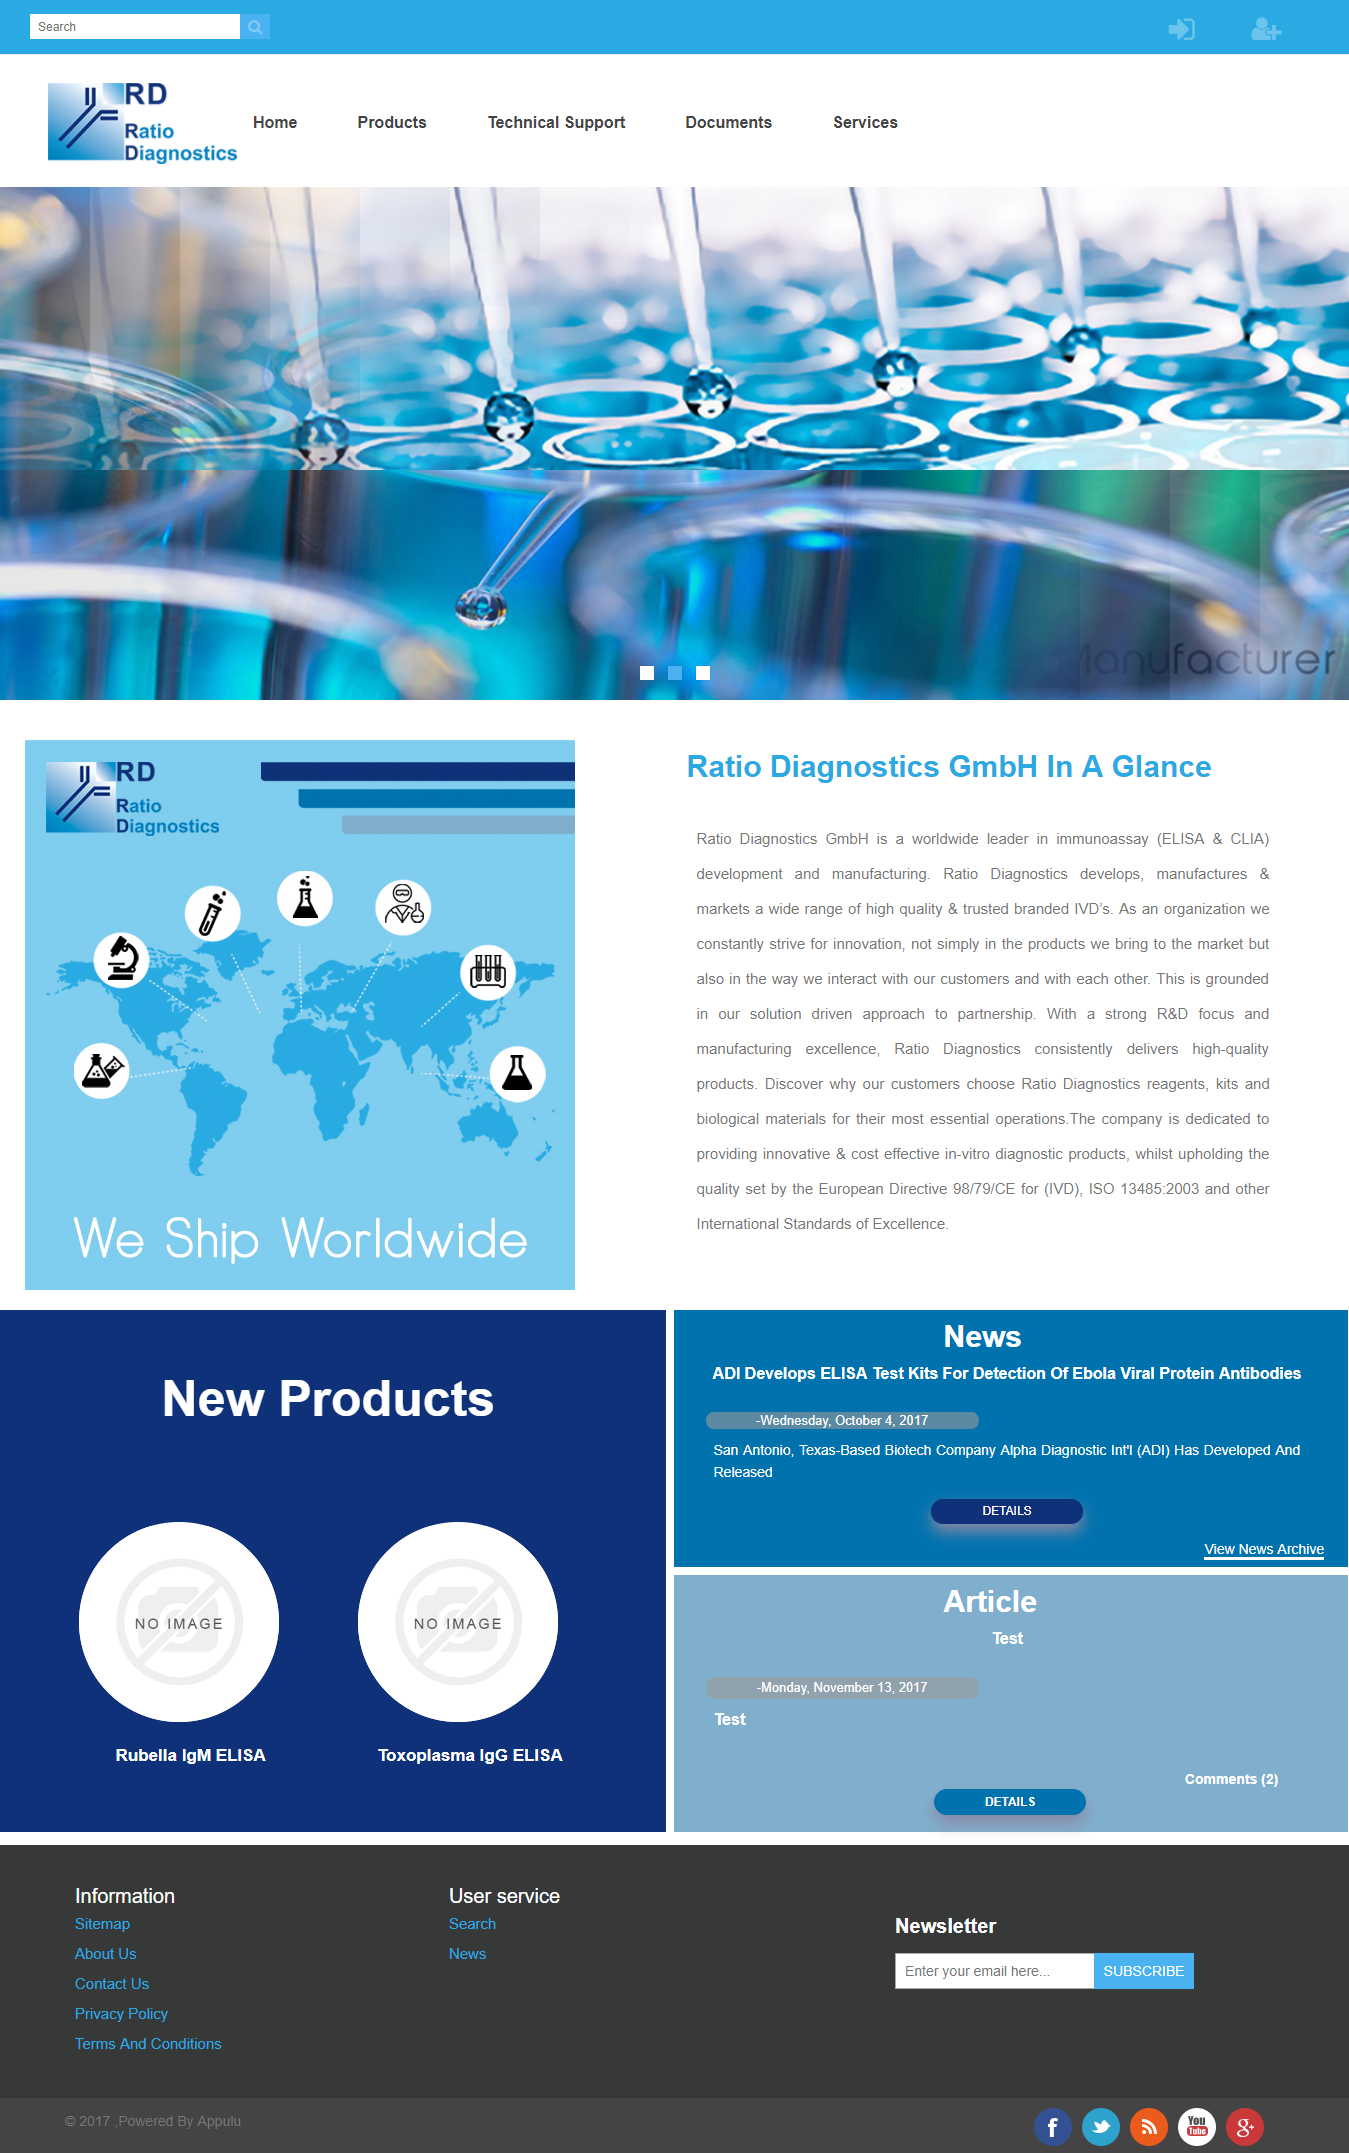 Search
RD
Ratio
Diagnostics
Home
Products
Technical Support
Documents
Services
Manufacturer
RD
Ratio
Diagnostics
We Ship Worldwide
Ratio Diagnostics GmbH In A Glance
Ratio Diagnostics GmbH is a worldwide leader in immunoassay (ELISA & CLIA)
development and manufacturing. Ratio Diagnostics develops, manufactures &
markets a wide range of high quality & trusted branded IVD's. As an organization we
constantly strive for innovation, not simply in the products we bring to the market but
also in the way we interact with our customers and with each other. This is grounded
in our solution driven approach to partnership. With a strong R&D focus and
manufacturing excellence, Ratio Diagnostics consistently delivers high-quality
products. Discover why our customers choose Ratio Diagnostics reagents, kits and
biological materials for their most essential operations.The company is dedicated to
providing innovative & cost effective in-vitro diagnostic products, whilst upholding the
quality set by the European Directive 98/79/CE for (IVD), ISO 13485:2003 and other
International Standards of Excellence.
New Products
NO IMAGE
NO IMAGE
Rubella IgM ELISA
Toxoplasma IgG ELISA
News
ADI Develops ELISA Test Kits For Detection Of Ebola Viral Protein Antibodies
-Wednesday, October 4, 2017
San Antonio, Texas-Based Biotech Company Alpha Diagnostic Int'l (ADI) Has Developed And
Released
DETAILS
View News Archive
Article
Test
-Monday, November 13, 2017
Test
Comments (2)
DETAILS
Information
Sitemap
About Us
Contact Us
Privacy Policy
Terms And Conditions
User service
Search
News
Newsletter
Enter your email here...
SUBSCRIBE
© 2017 ,Powered By Appulu
f
You
Tube
g+